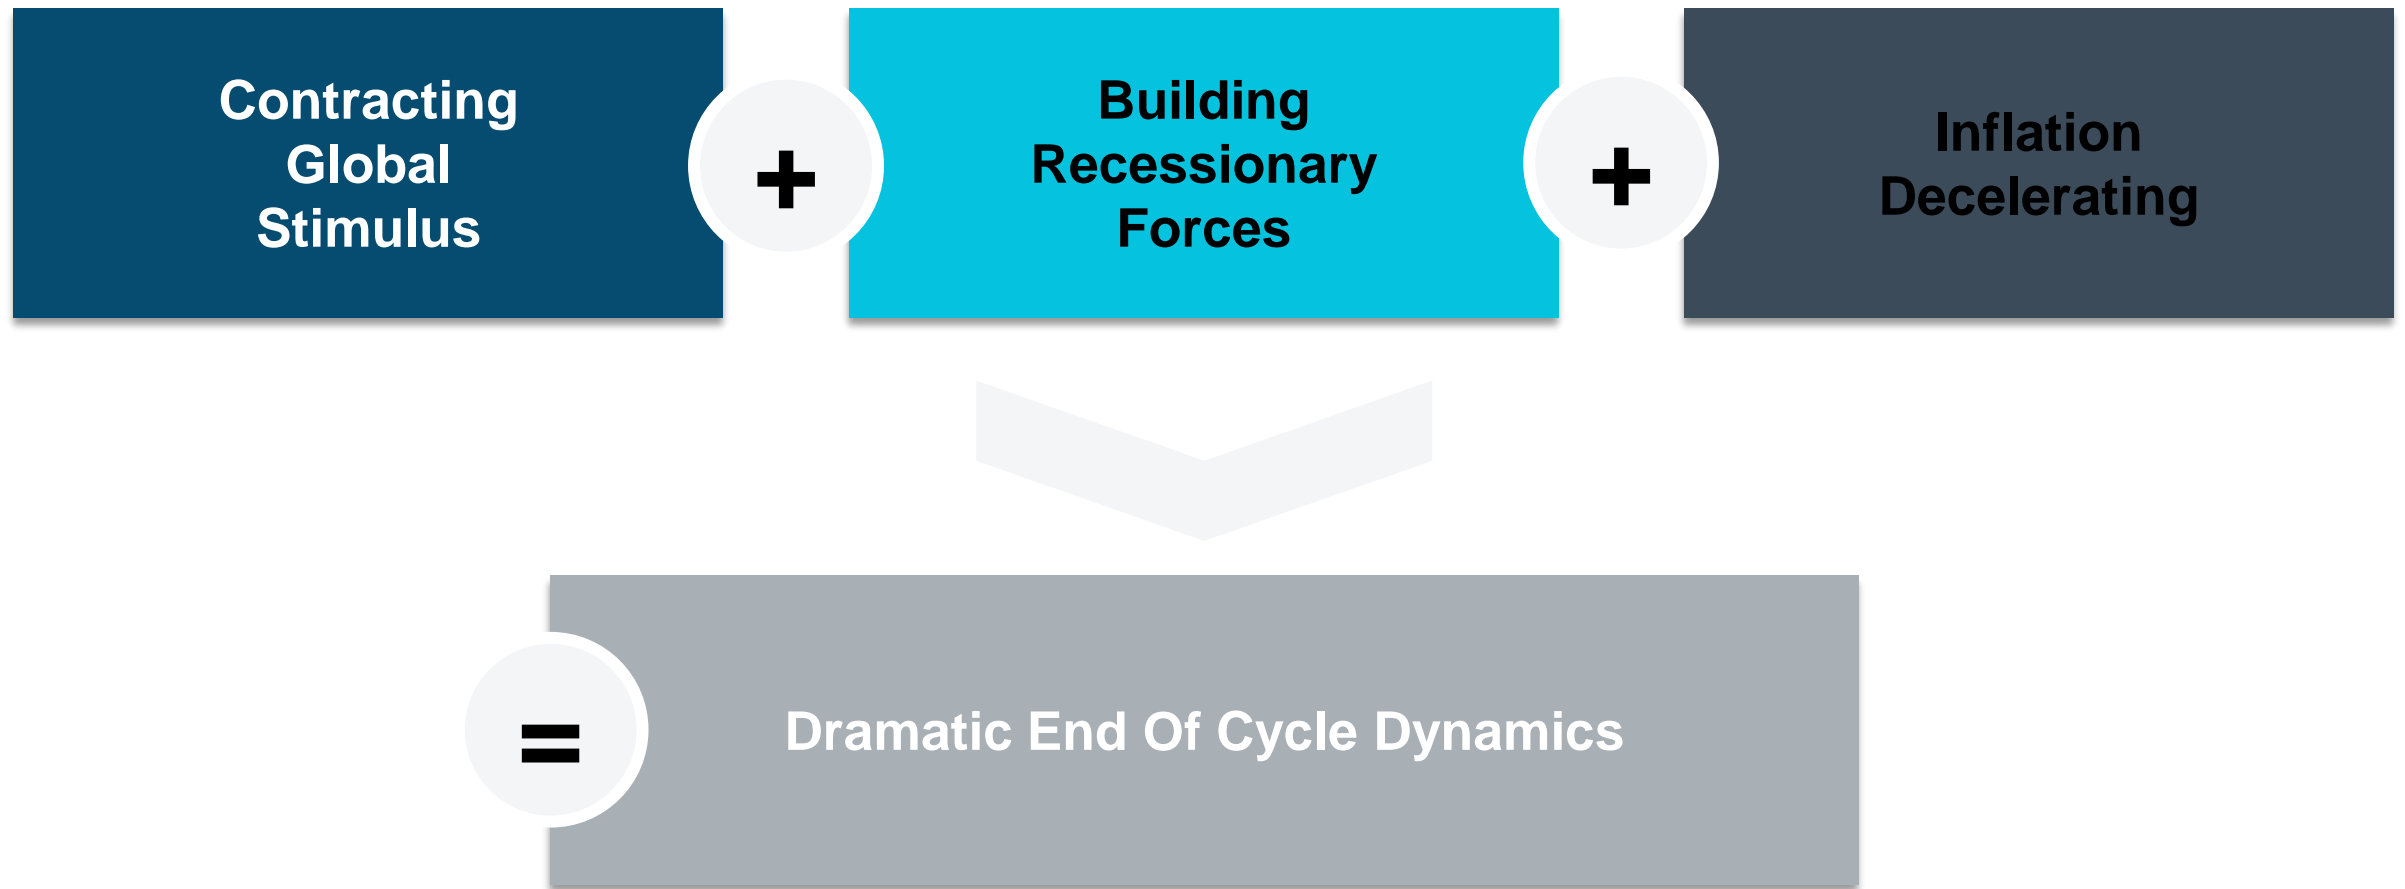 Contracting
Global
Stimulus
+
Building
Recessionary
Forces
+
Inflation
Decelerating
=
Dramatic End Of Cycle Dynamics